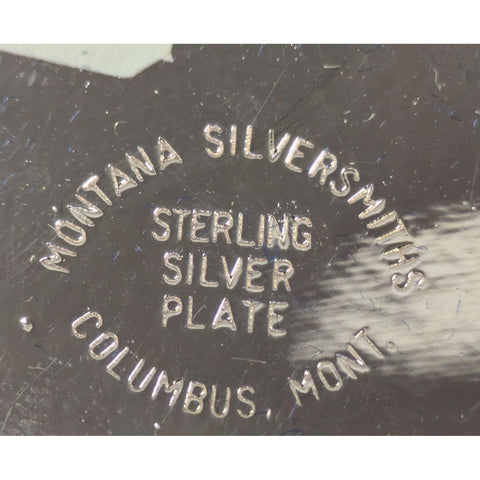 MONTANA SILVERSMITHS
STERLING
SILVER
PLATE
COLUMBUS, MONT.